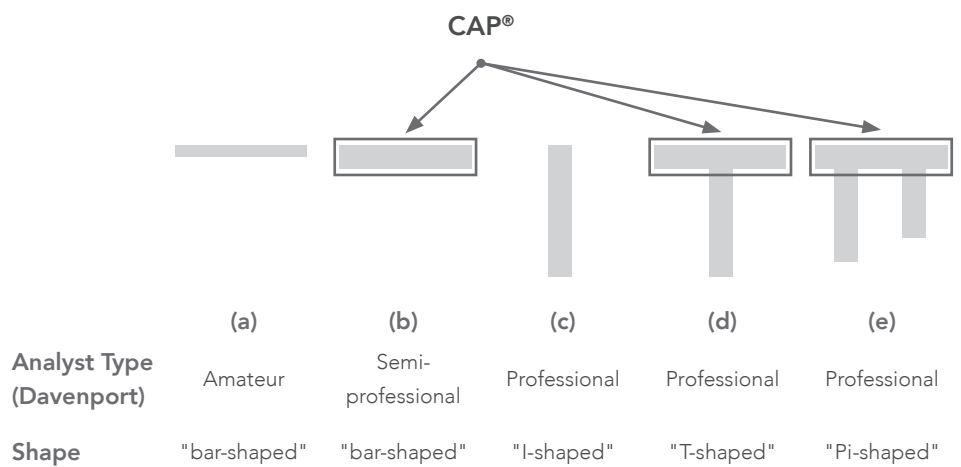 CAP®
(a) (b) (c) (d) (e)
Analyst Type
(Davenport)
Amateur
Semi-
professional
Professional
Professional
Professional
Shape
"bar-shaped" "bar-shaped" "I-shaped" "T-shaped" "Pi-shaped"